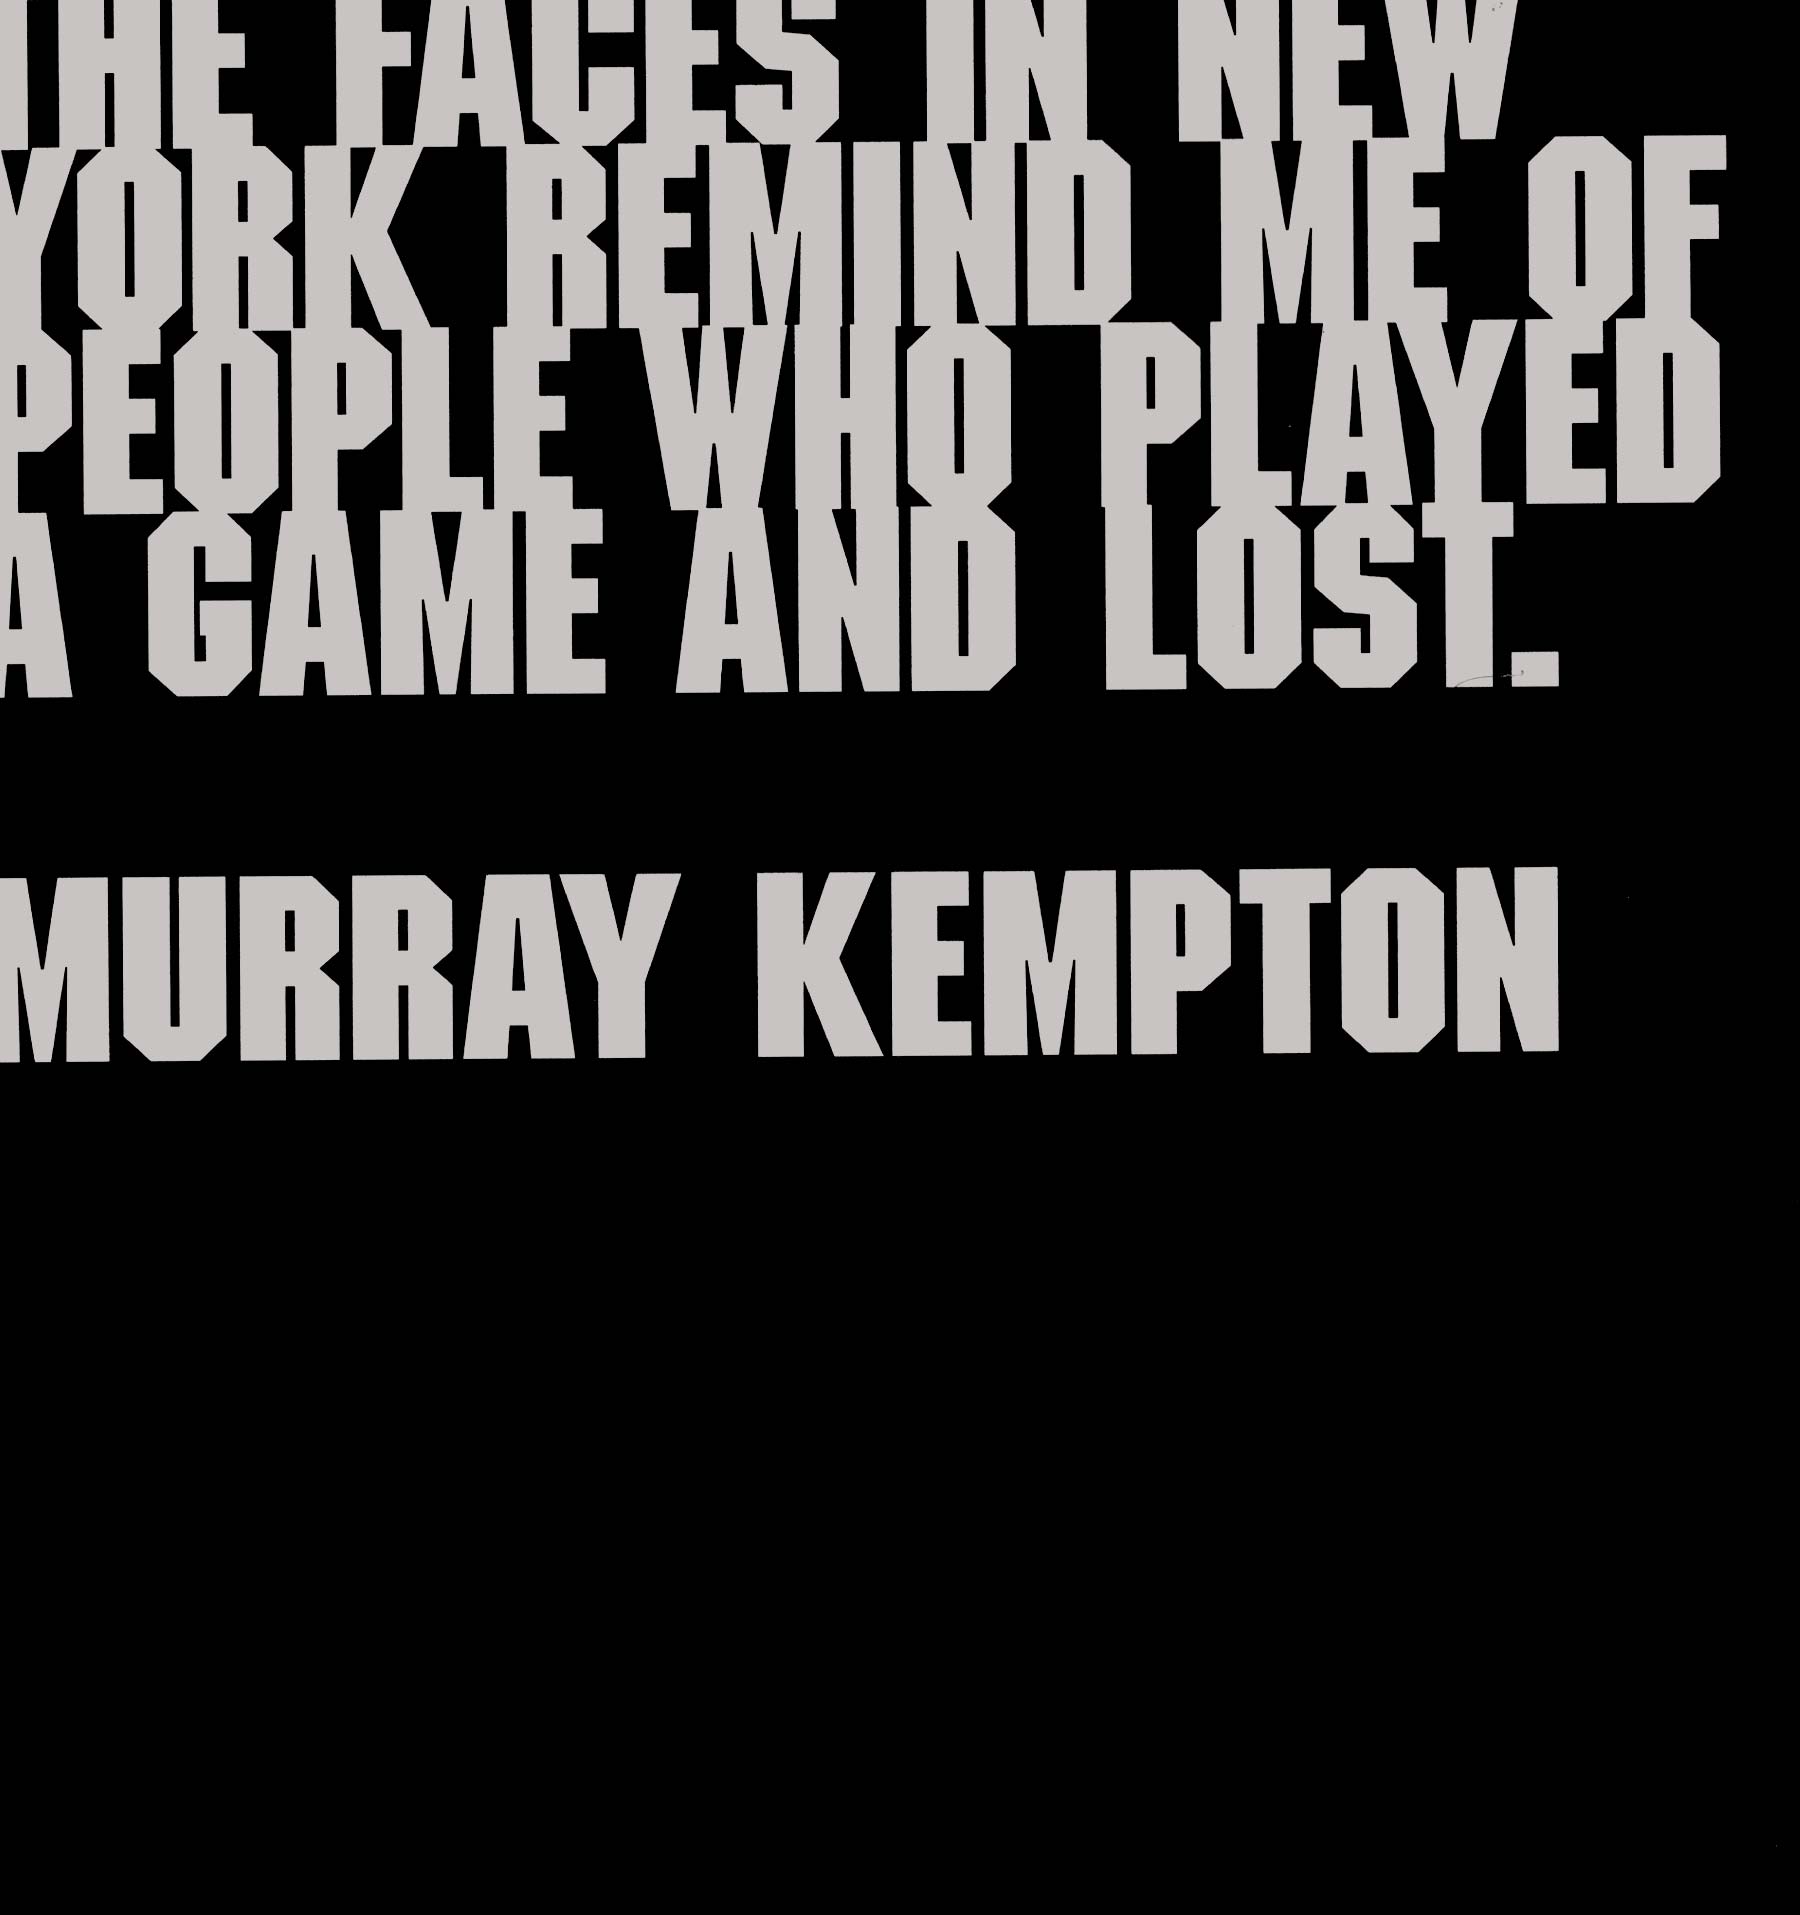 THE FACES IN NEW
YORK REMIND ME OF
PEOPLE WHO PLAYED
A GAME AND LOST.
MURRAY KEMPTON